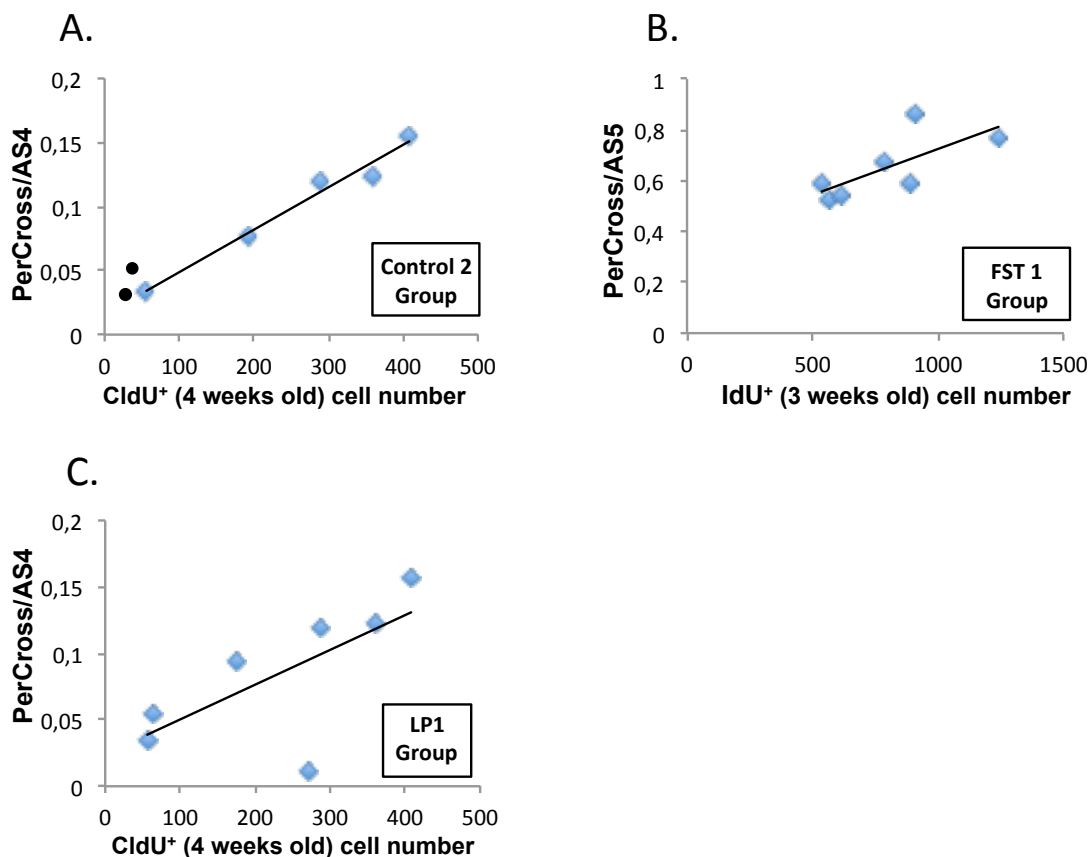 A.
0,2
0,15
0,1
0,05
0
PerCross/AS4
0 100 200 300 400 500
CldU⁺ (4 weeks old) cell number
Control 2
Group
B.
1
0,8
0,6
0,4
0,2
0
PerCross/AS5
0 500 1000 1500
IdU⁺ (3 weeks old) cell number
FST 1
Group
C.
0,2
0,15
0,1
0,05
0
PerCross/AS4
0 100 200 300 400 500
CldU⁺ (4 weeks old) cell number
LP1
Group